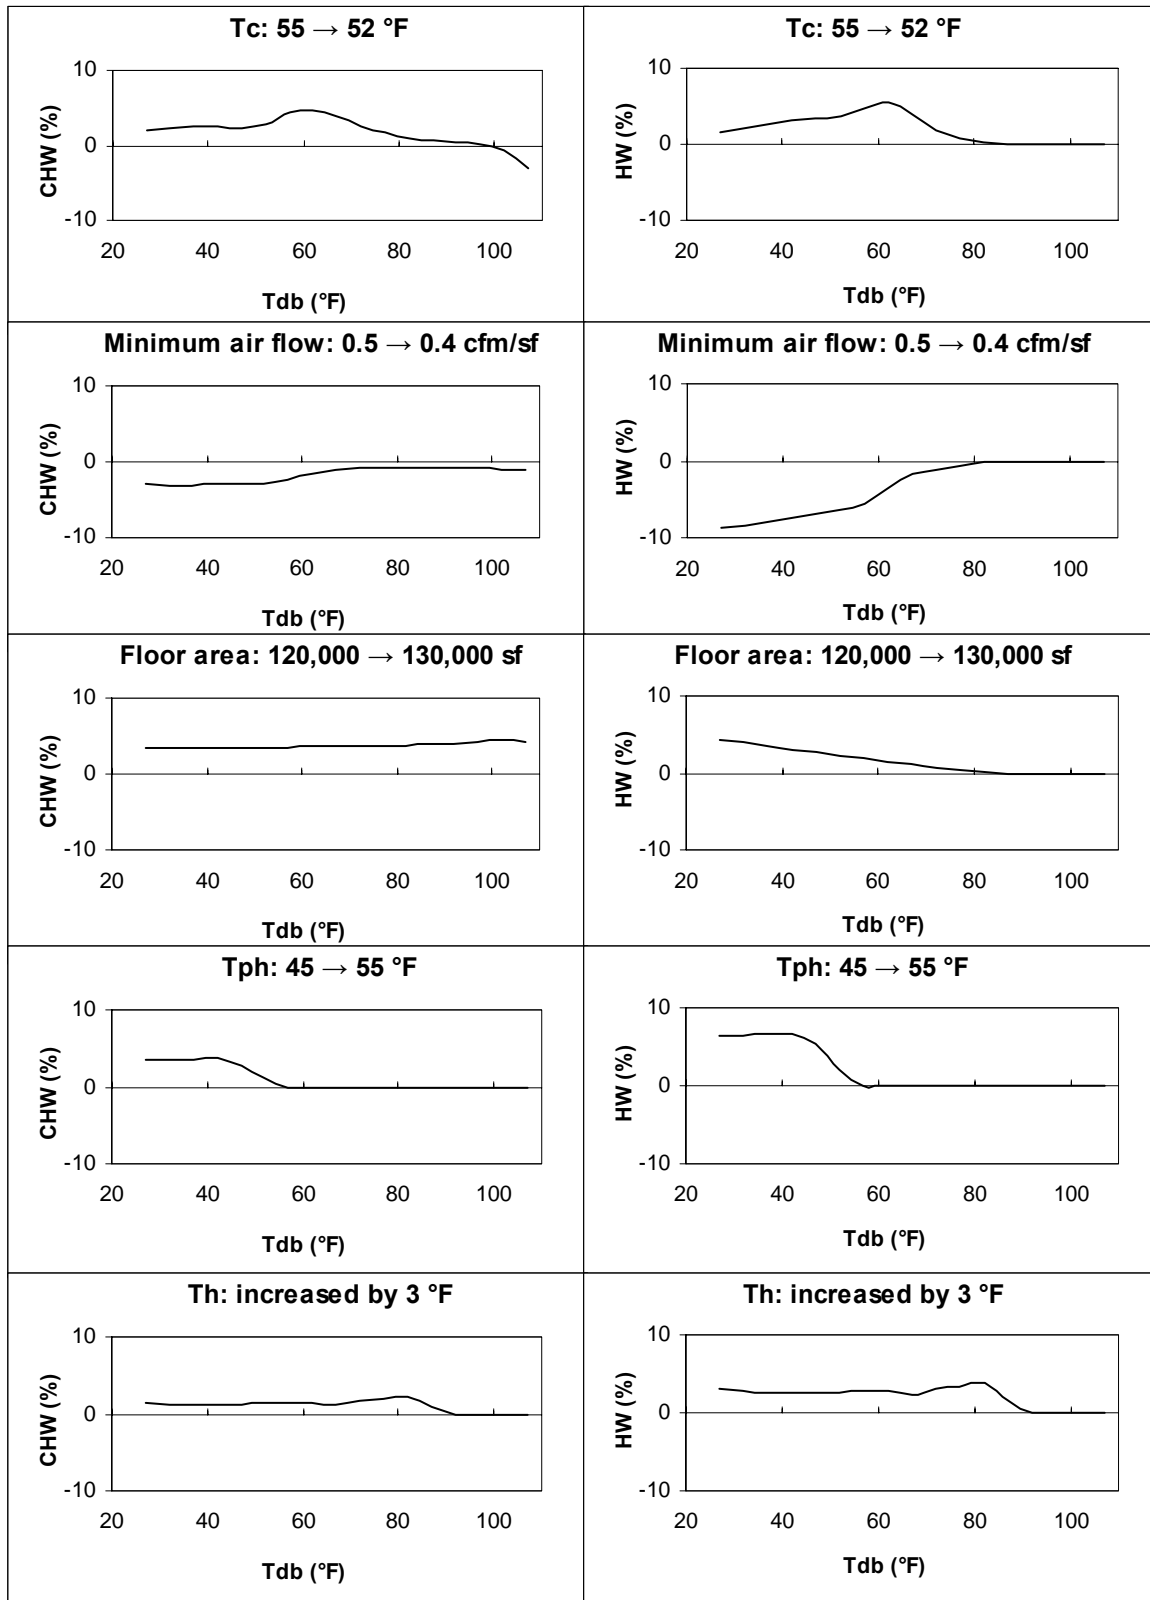 Tc: 55 → 52 °F
CHW (%)
10
0
-10
20 40 60 80 100
Tdb (°F)
Tc: 55 → 52 °F
HW (%)
10
0
-10
20 40 60 80 100
Tdb (°F)
Minimum air flow: 0.5 → 0.4 cfm/sf
CHW (%)
10
0
-10
20 40 60 80 100
Tdb (°F)
Minimum air flow: 0.5 → 0.4 cfm/sf
HW (%)
10
0
-10
20 40 60 80 100
Tdb (°F)
Floor area: 120,000 → 130,000 sf
CHW (%)
10
0
-10
20 40 60 80 100
Tdb (°F)
Floor area: 120,000 → 130,000 sf
HW (%)
10
0
-10
20 40 60 80 100
Tdb (°F)
Tph: 45 → 55 °F
CHW (%)
10
0
-10
20 40 60 80 100
Tdb (°F)
Tph: 45 → 55 °F
HW (%)
10
0
-10
20 40 60 80 100
Tdb (°F)
Th: increased by 3 °F
CHW (%)
10
0
-10
20 40 60 80 100
Tdb (°F)
Th: increased by 3 °F
HW (%)
10
0
-10
20 40 60 80 100
Tdb (°F)